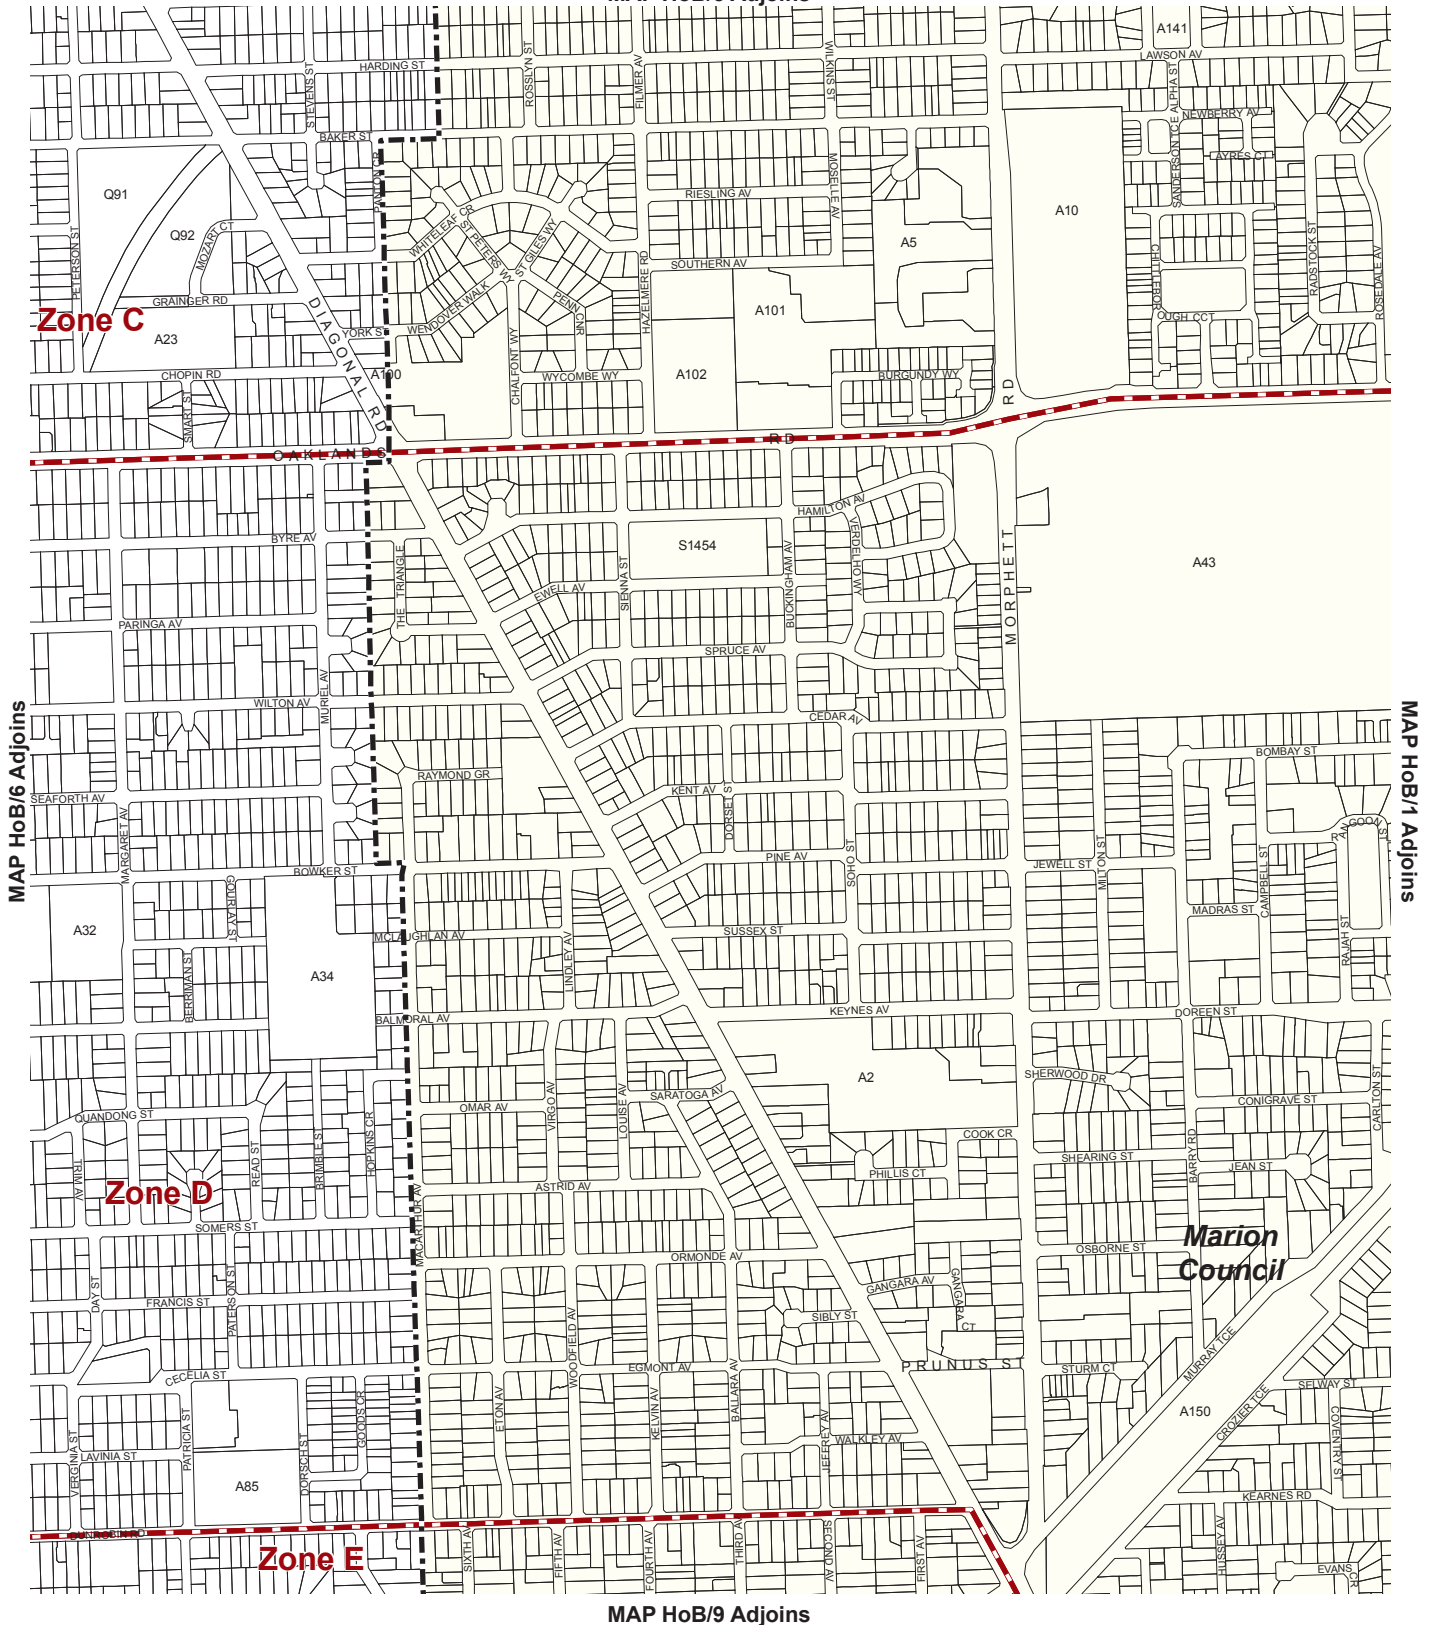 A141
LAWSON AV
HARDING ST
STEVENS ST
ROSSLYN ST
FILMER AV
WILKINS ST
SANDERSON TCE
ALPHA ST
NEWBERRY AV
BAKER ST
PANTON CR
AYRES CT
Q91
RIESLING AV
MOSELLE AV
A10
Q92
MOZART CT
PETERSON ST
WHITELEAF CR
ST PETERS WY
ST GILES WY
A5
CHITTLEBOR
OUGH CCT
RADSTOCK ST
ROSEDALE AV
SOUTHERN AV
HAZELMERE RD
GRAINGER RD
WENDOVER WALK
PENN CNR
A101
Zone C
DIAGONAL RD
YORK ST
A23
CHALFONT WY
CHOPIN RD
A100
WYCOMBE WY
A102
BURGUNDY WY
SMART ST
RD
OAKLANDS
RD
HAMILTON AV
VERDELHO WY
BYRE AV
THE TRIANGLE
S1454
SIENNA ST
BUCKINGHAM AV
EWELL AV
MORPHETT
A43
PARINGA AV
SPRUCE AV
MURIEL AV
WILTON AV
CEDAR AV
MAP HoB/6 Adjoins
MAP HoB/1 Adjoins
BOMBAY ST
RAYMOND GR
SEAFORTH AV
MARGARET AV
KENT AV
DORSET ST
RANGOON ST
PINE AV
SOHO ST
JEWELL ST
MILTON ST
CAMPBELL ST
BOWKER ST
GOURLAY ST
MADRAS ST
A32
MCLAUGHLAN AV
LINDLEY AV
SUSSEX ST
RAJAH ST
A34
BERRIMAN ST
BALMORAL AV
KEYNES AV
DOREEN ST
A2
SHERWOOD DR
CARLTON ST
QUANDONG ST
OMAR AV
VIRGO AV
LOUISE AV
SARATOGA AV
CONIGRAVE ST
COOK CR
TRIM AV
READ ST
BRIMBLE ST
HOPKINS CR
PHILLIS CT
SHEARING ST
BARRY RD
JEAN ST
Zone D
ASTRID AV
MACARTHUR AV
SOMERS ST
ORMONDE AV
OSBORNE ST
Marion
Council
DAY ST
FRANCIS ST
PATERSON ST
GANGARA AV
GANGARA CT
SIBLY ST
WOODFIELD AV
PRUNUS ST
CECELIA ST
EGMONT AV
STURM CT
MURRAY TCE
SELWAY ST
ETON AV
KELVIN AV
BALLARA AV
JEFFREY AV
A150
CROZIER TCE
COVENTRY ST
GOODS CR
PATRICIA ST
VERGINIA ST
LAVINIA ST
DORSCH ST
WALKLEY AV
A85
KEARNES RD
DUNROBIN RD
Zone E
SIXTH AV
FIFTH AV
FOURTH AV
THIRD AV
SECOND AV
FIRST AV
HUSSEY AV
EVANS CR
MAP HoB/9 Adjoins